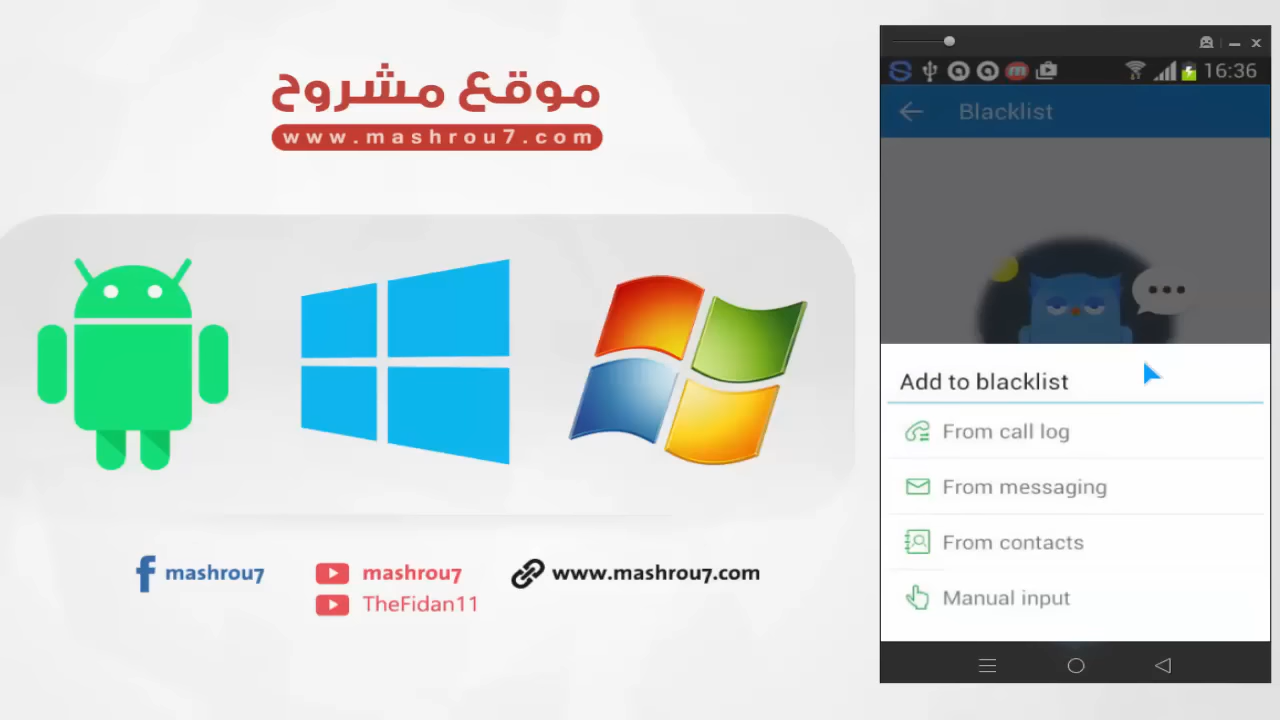 موقع مشروح
www.mashrou7.com
mashrou7
mashrou7
www.mashrou7.com
TheFidan11
16:36
Blacklist
Add to blacklist
From call log
From messaging
From contacts
Manual input